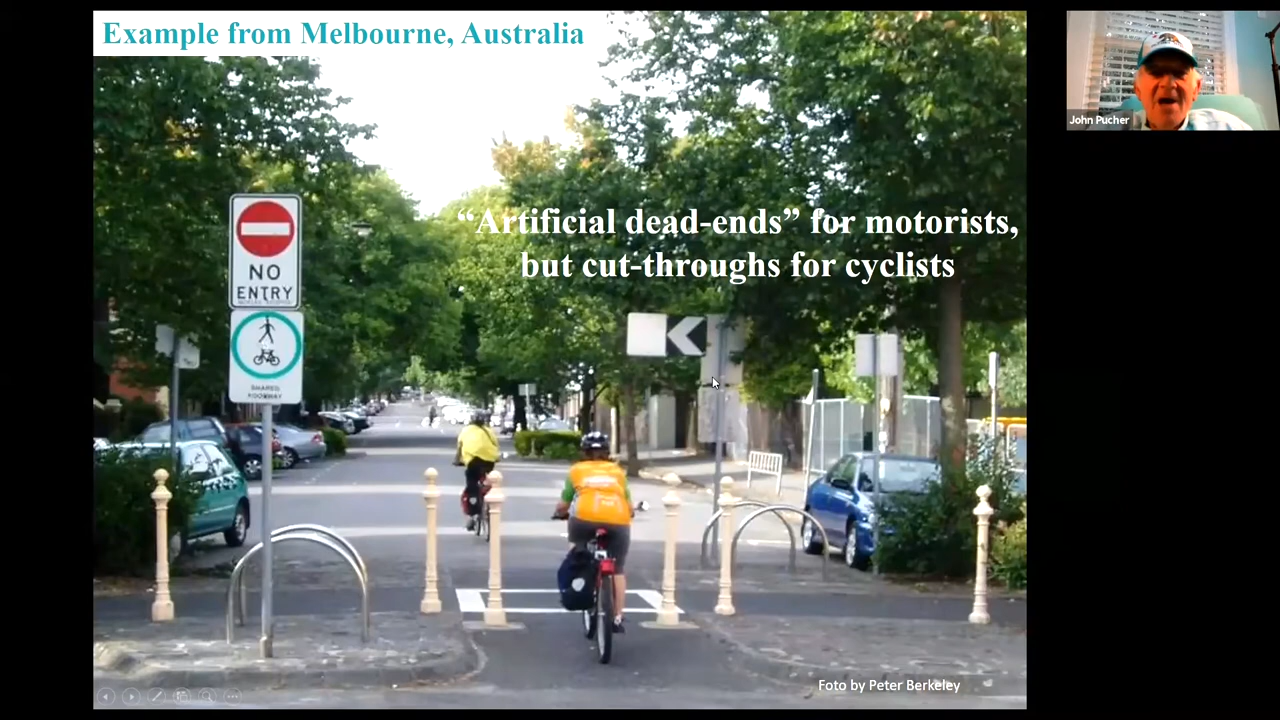 Example from Melbourne, Australia
John Pucher
NO
ENTRY
“Artificial dead-ends” for motorists,
but cut-throughs for cyclists
SHARED
Foto by Peter Berkeley